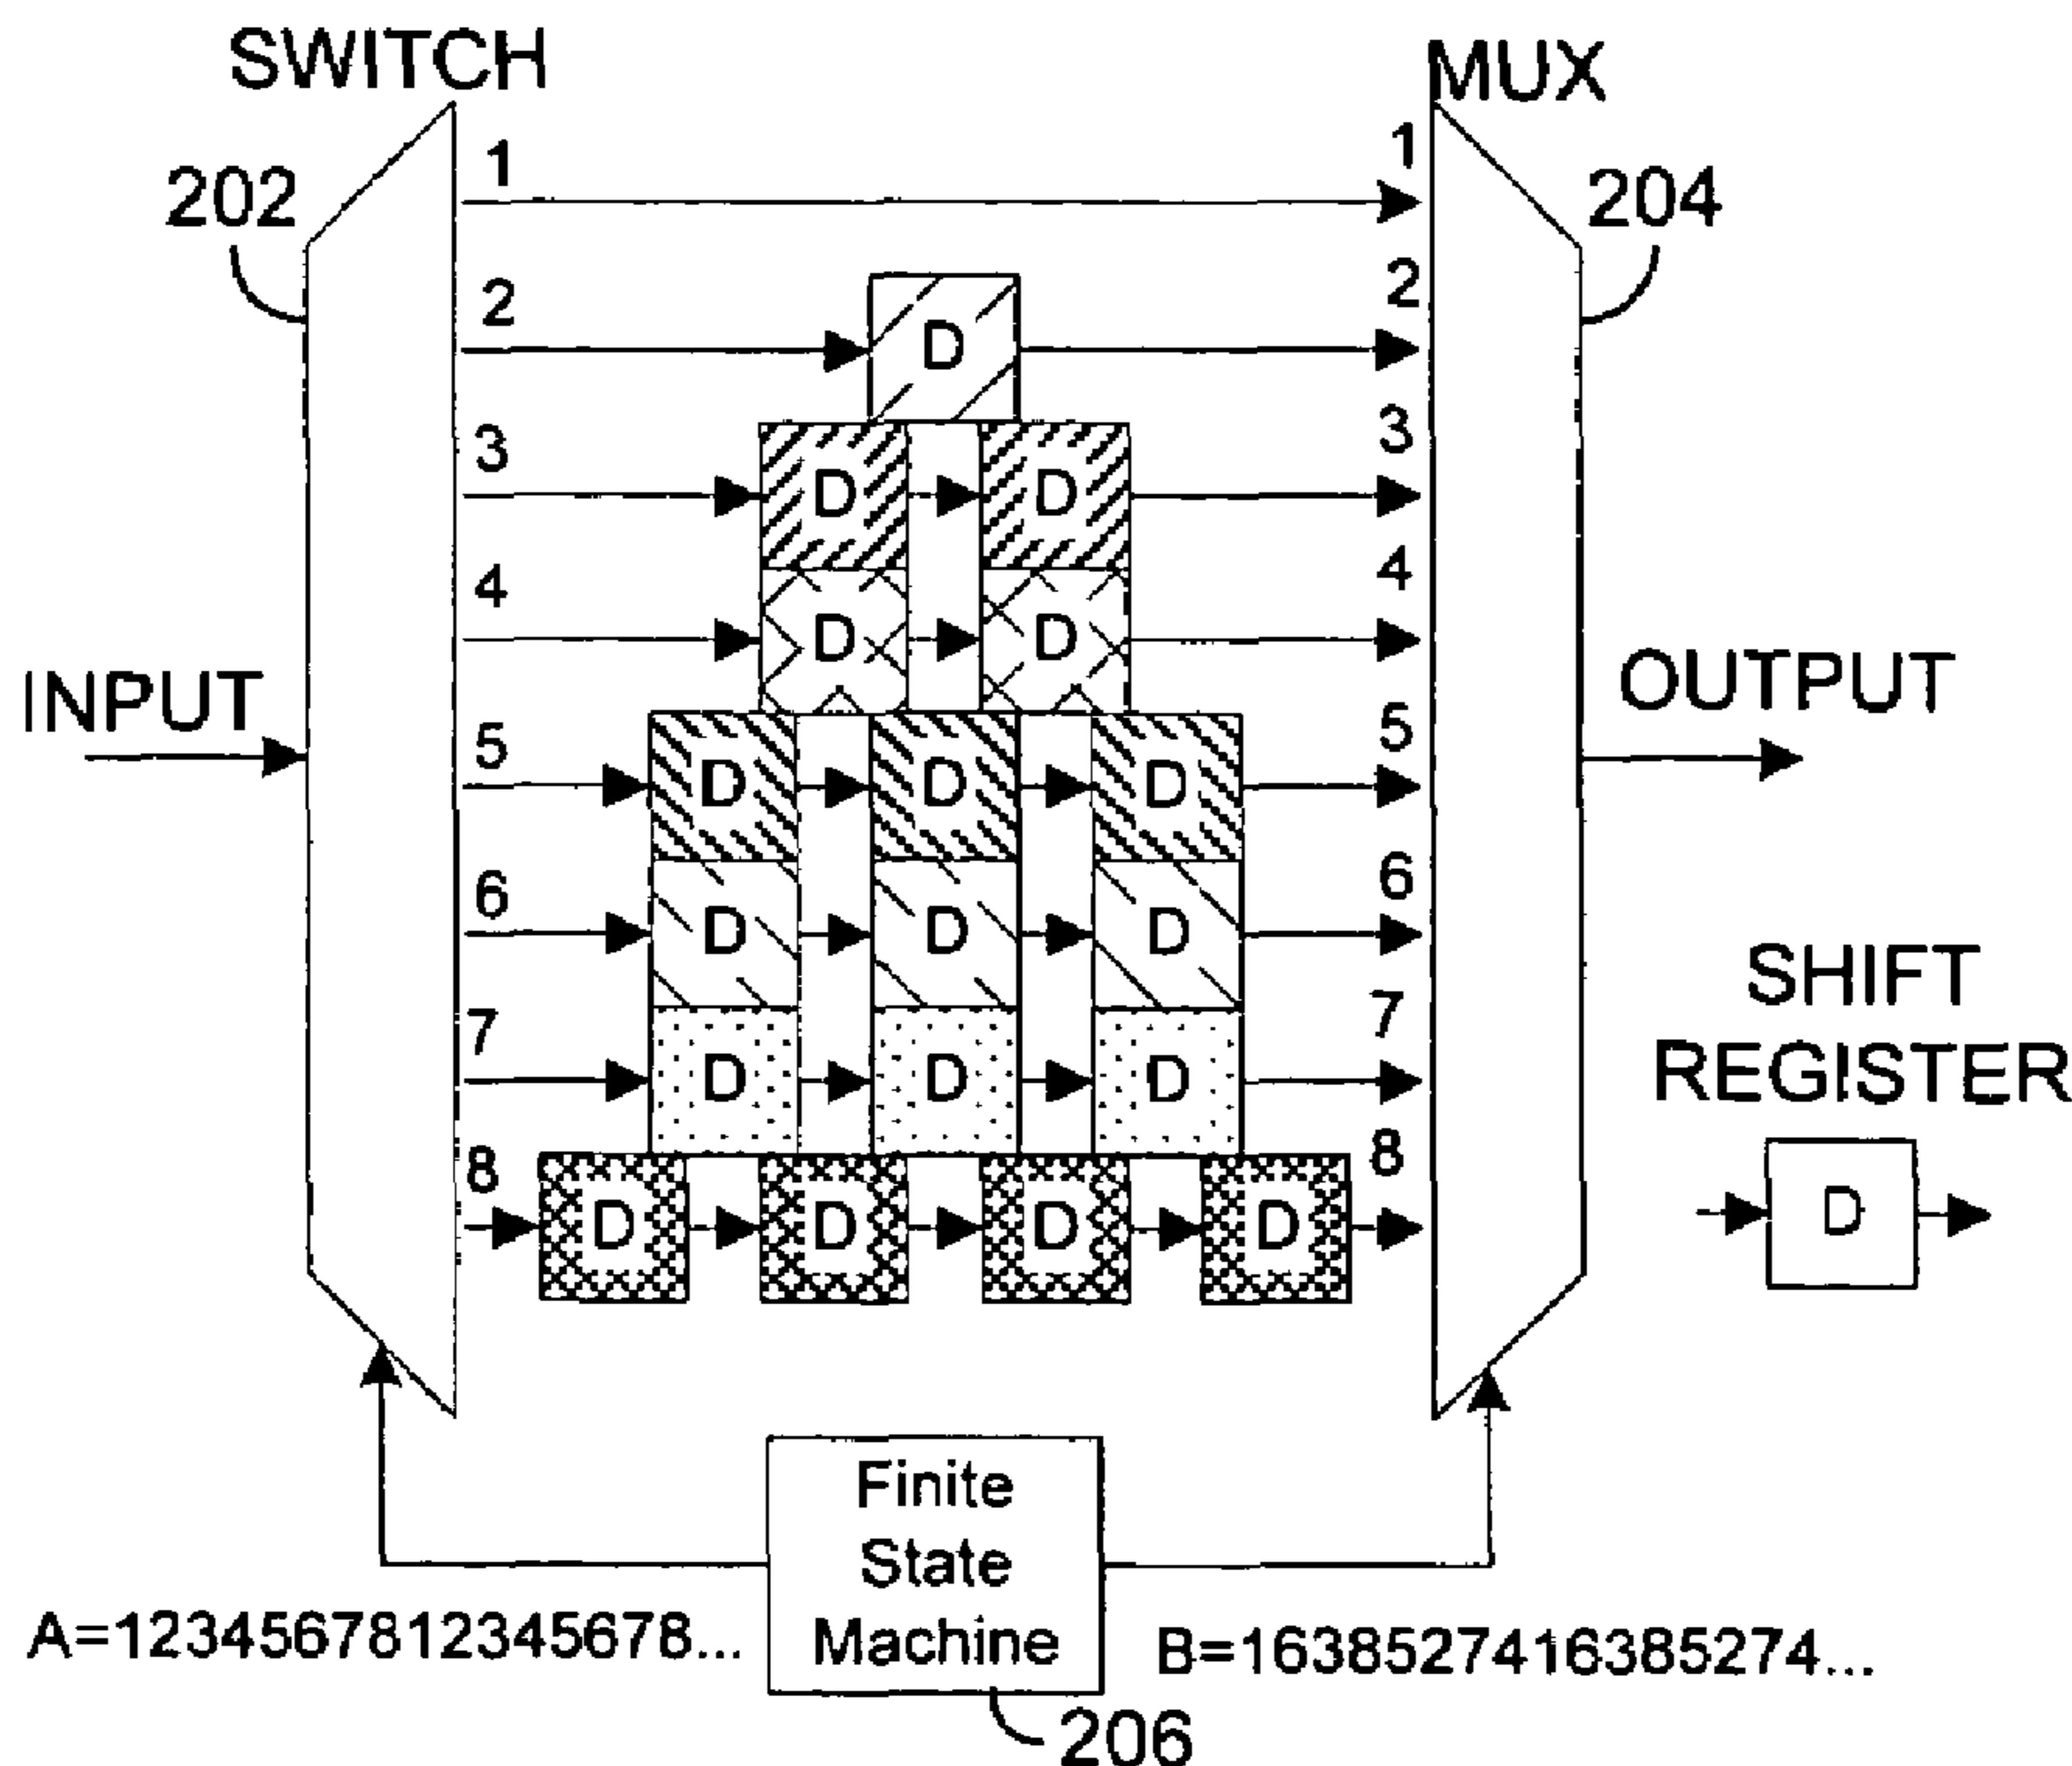 SWITCH
MUX
202
204
1
1
2
D
2
3
D
D
3
4
D
D
4
INPUT
OUTPUT
5
D
D
D
5
6
D
D
D
6
SHIFT
REGISTER
7
D
D
D
7
8
D
D
D
D
8
D
Finite
State
Machine
A=1234567812345678...
B=1638527416385274...
206